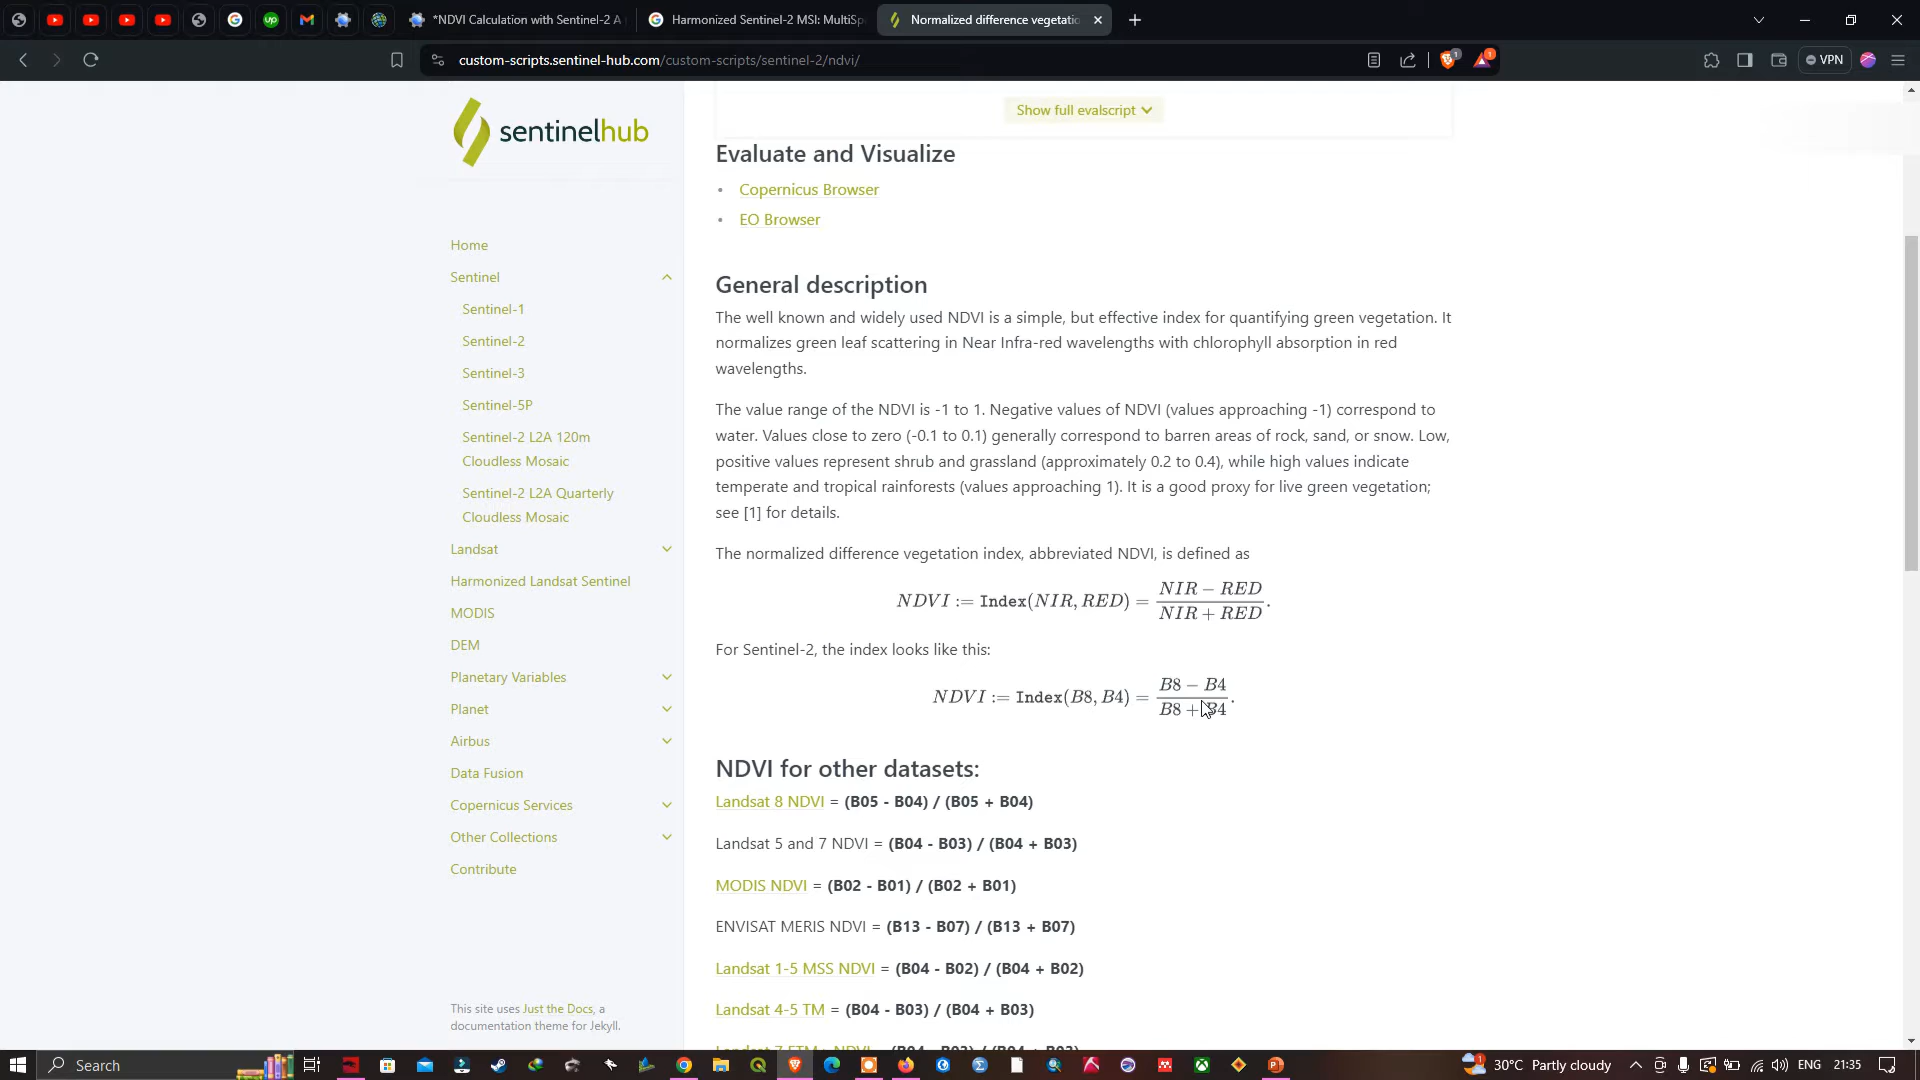 *NDVI Calculation with Sentinel-2 A
Harmonized Sentinel-2 MSI: MultiSp
Normalized difference vegetatio
custom-scripts.sentinel-hub.com/custom-scripts/sentinel-2/ndvi/
1
1
VPN
sentinelhub
Home
Sentinel
Sentinel-1
Sentinel-2
Sentinel-3
Sentinel-5P
Sentinel-2 L2A 120m
Cloudless Mosaic
Sentinel-2 L2A Quarterly
Cloudless Mosaic
Landsat
Harmonized Landsat Sentinel
MODIS
DEM
Planetary Variables
Planet
Airbus
Data Fusion
Copernicus Services
Other Collections
Contribute
This site uses Just the Docs, a
documentation theme for Jekyll.
Show full evalscript
Evaluate and Visualize
• Copernicus Browser
• EO Browser
General description
The well known and widely used NDVI is a simple, but effective index for quantifying green vegetation. It
normalizes green leaf scattering in Near Infra-red wavelengths with chlorophyll absorption in red
wavelengths.
The value range of the NDVI is -1 to 1. Negative values of NDVI (values approaching -1) correspond to
water. Values close to zero (-0.1 to 0.1) generally correspond to barren areas of rock, sand, or snow. Low,
positive values represent shrub and grassland (approximately 0.2 to 0.4), while high values indicate
temperate and tropical rainforests (values approaching 1). It is a good proxy for live green vegetation;
see [1] for details.
The normalized difference vegetation index, abbreviated NDVI, is defined as
NDVI := Index(NIR, RED) = NIR − RED / NIR + RED .
For Sentinel-2, the index looks like this:
NDVI := Index(B8, B4) = B8 − B4 / B8 + B4 .
NDVI for other datasets:
Landsat 8 NDVI = (B05 - B04) / (B05 + B04)
Landsat 5 and 7 NDVI = (B04 - B03) / (B04 + B03)
MODIS NDVI = (B02 - B01) / (B02 + B01)
ENVISAT MERIS NDVI = (B13 - B07) / (B13 + B07)
Landsat 1-5 MSS NDVI = (B04 - B02) / (B04 + B02)
Landsat 4-5 TM = (B04 - B03) / (B04 + B03)
Search
30°C Partly cloudy
ENG
21:35